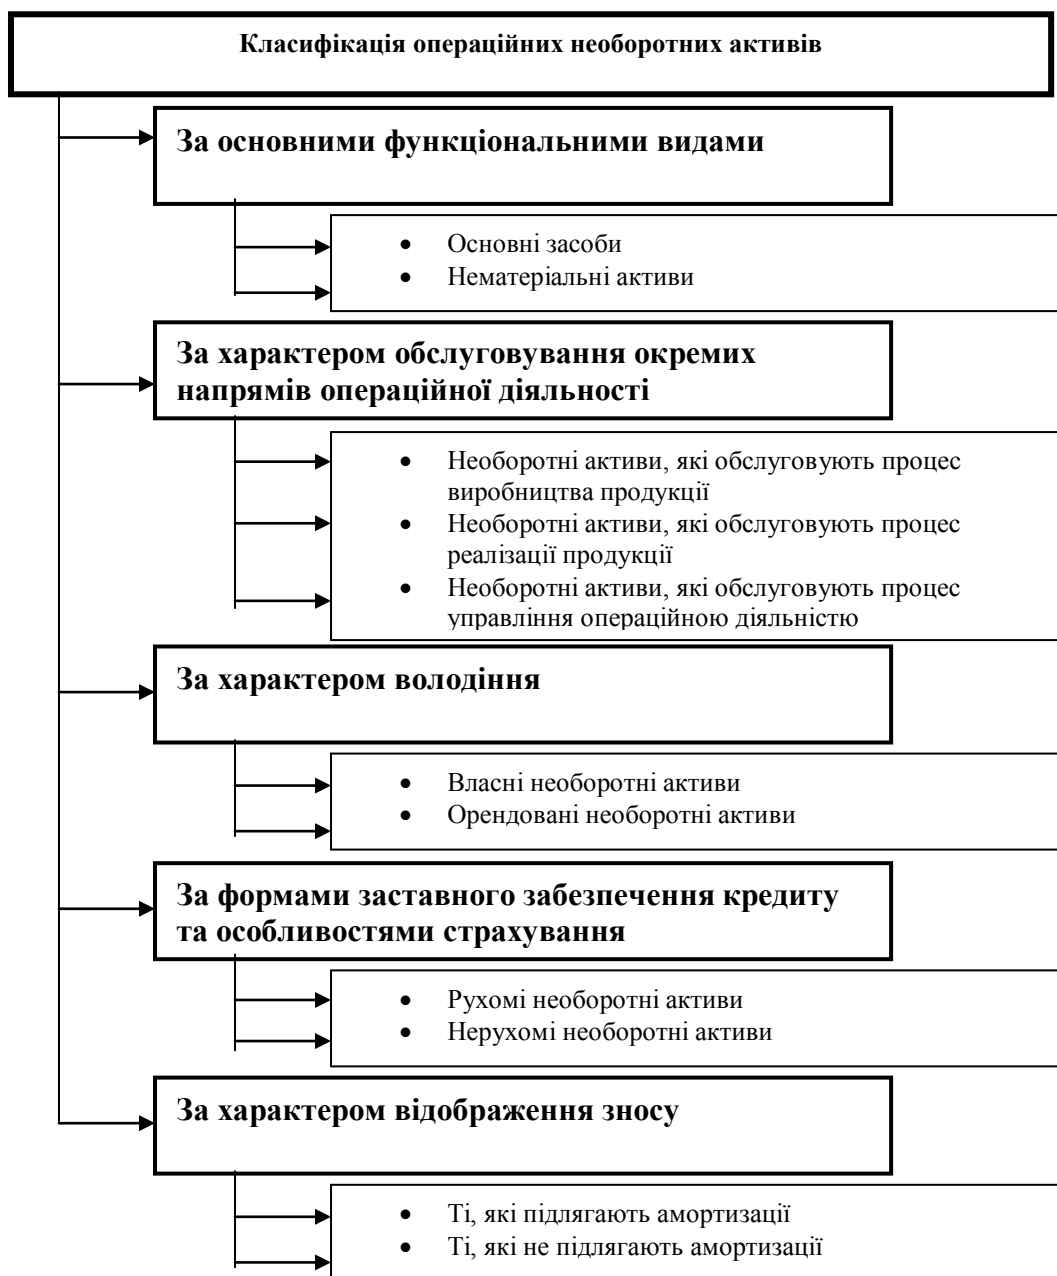 Класифікація операційних необоротних активів
За основними функціональними видами
• Основні засоби
• Нематеріальні активи
За характером обслуговування окремих
напрямів операційної діяльності
• Необоротні активи, які обслуговують процес
виробництва продукції
• Необоротні активи, які обслуговують процес
реалізації продукції
• Необоротні активи, які обслуговують процес
управління операційною діяльністю
За характером володіння
• Власні необоротні активи
• Орендовані необоротні активи
За формами заставного забезпечення кредиту
та особливостями страхування
• Рухомі необоротні активи
• Нерухомі необоротні активи
За характером відображення зносу
• Ті, які підлягають амортизації
• Ті, які не підлягають амортизації